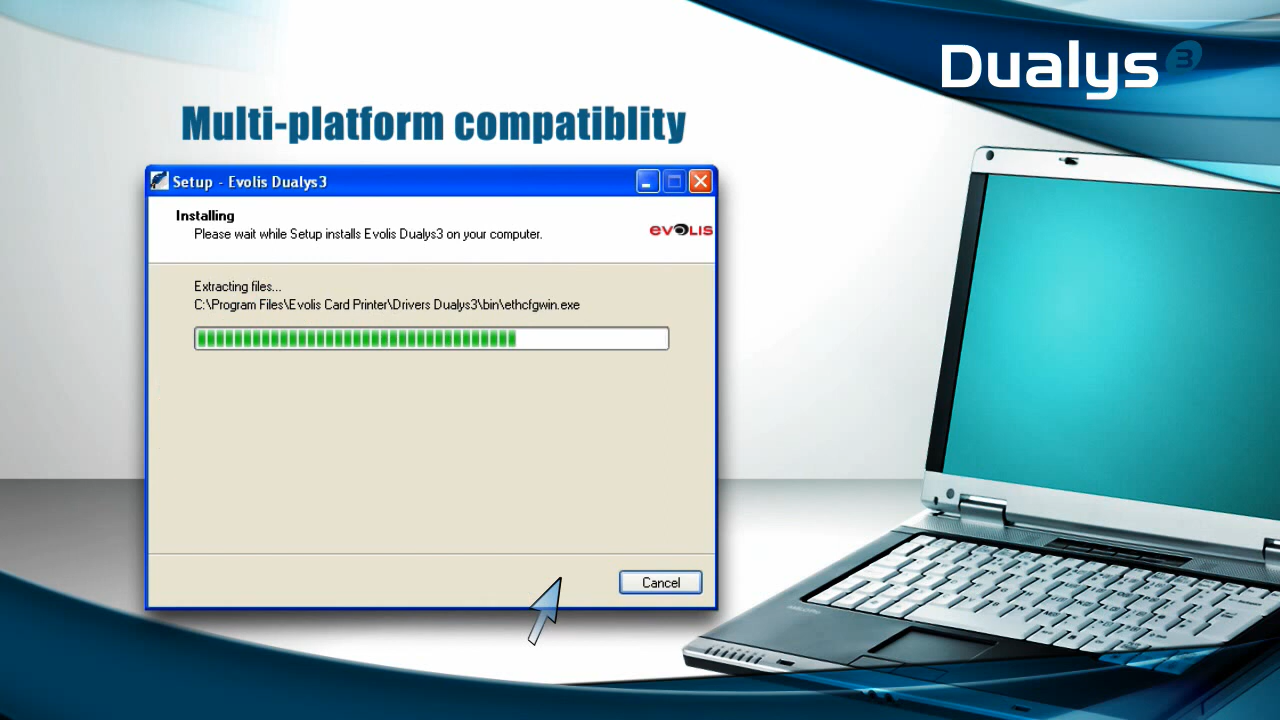 Dualys 3
Multi-platform compatiblity
Setup - Evolis Dualys3
Installing
Please wait while Setup installs Evolis Dualys3 on your computer.
evolis
Extracting files...
C:\Program Files\Evolis Card Printer\Drivers Dualys3\bin\ethcfgwin.exe
Cancel